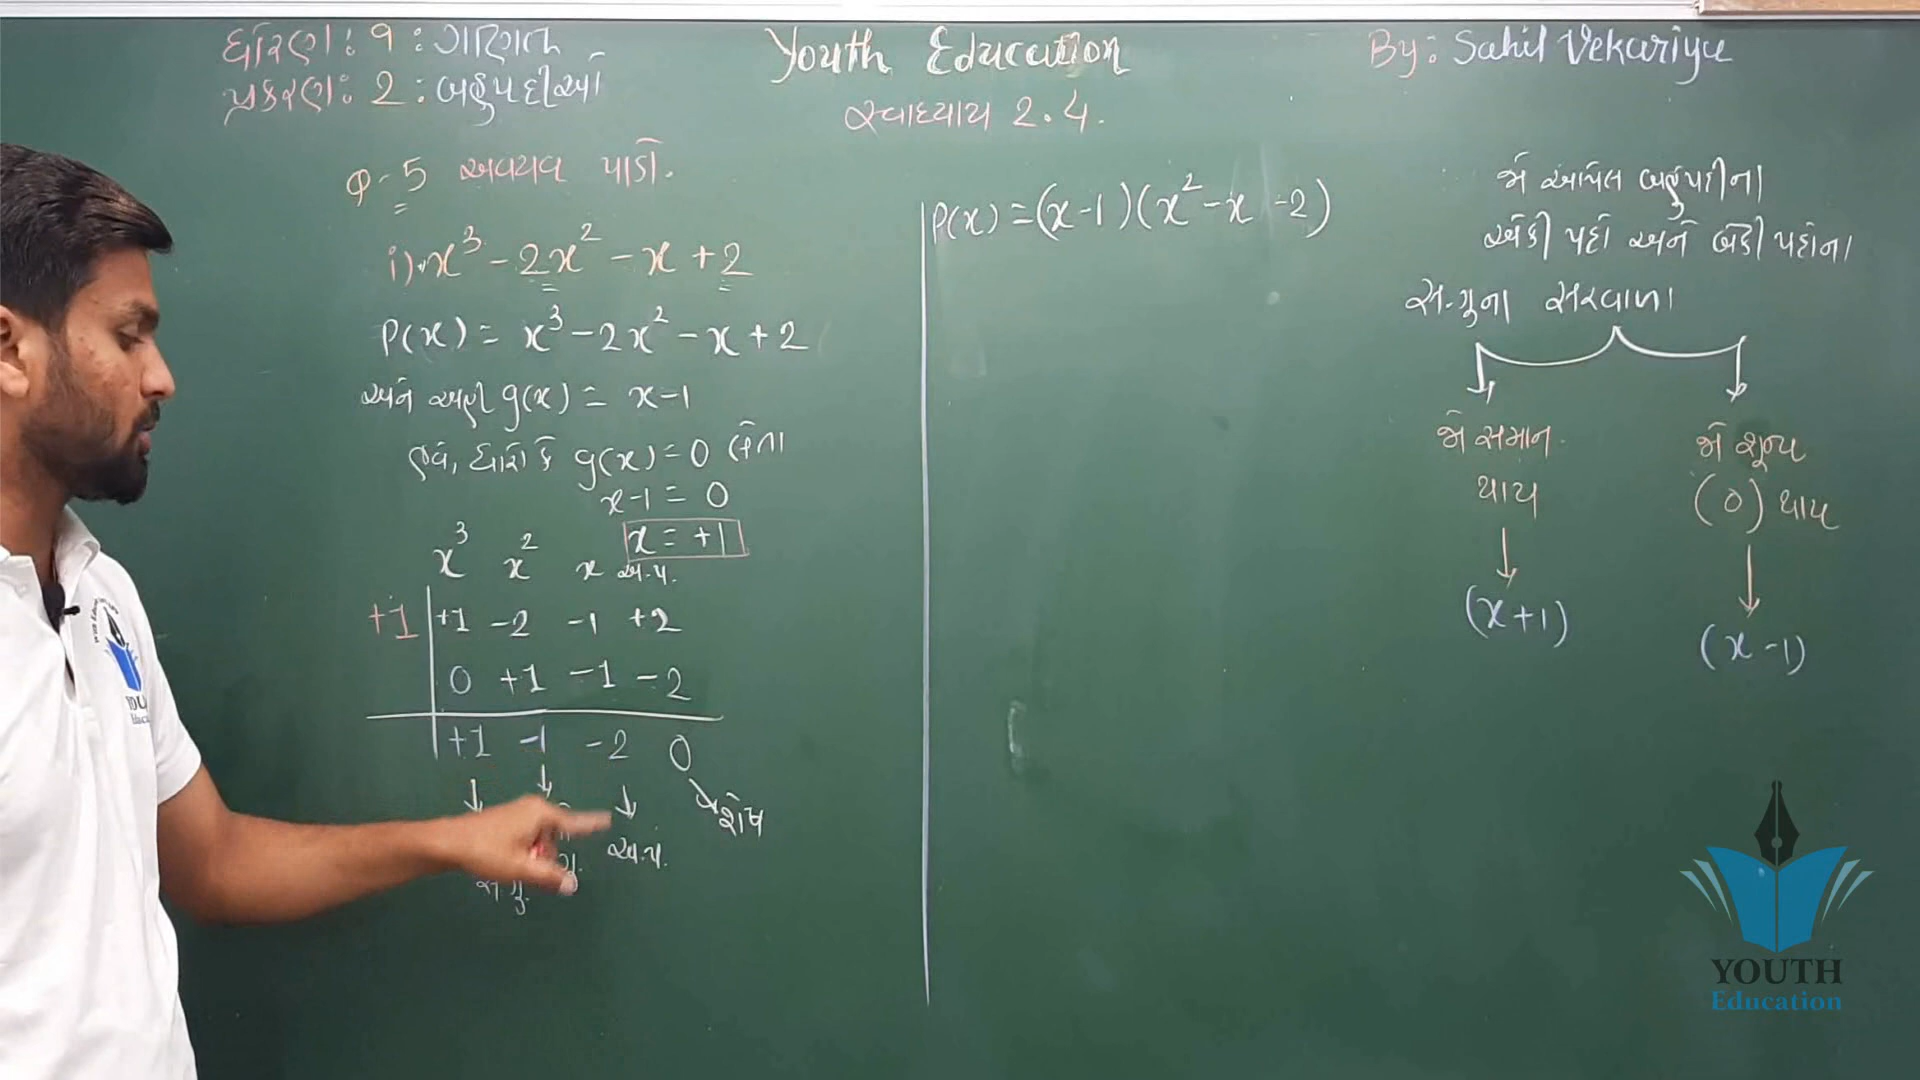 ધોરણ : ૧ : ગણિત
પ્રકરણ : 2 : બહુપદીઓ
Youth Education
સ્વાધ્યાય 2.4.
By: Sahil Vekariya
Q-5 અવયવ પાડો.
i) x³ - 2x² - x + 2
P(x) = x³ - 2x² - x + 2
અને અહીં g(x) = x-1
હવે, ધારો કે g(x) = 0 લેતા
x-1 = 0
x = +1
x³ x² x અ.પ.
+1 +1 -2 -1 +2
0 +1 -1 -2
+1 -1 -2 0
અ.પ. શેષ
P(x) = (x-1)(x² - x - 2)
જો આપેલ બહુપદીના
એકી પદો અને બેકી પદોના
સ-ગુના સરવાળા
જો સમાન થાય
(x+1)
જો શૂન્ય
(0) થાય
(x-1)
YOUTH
Education